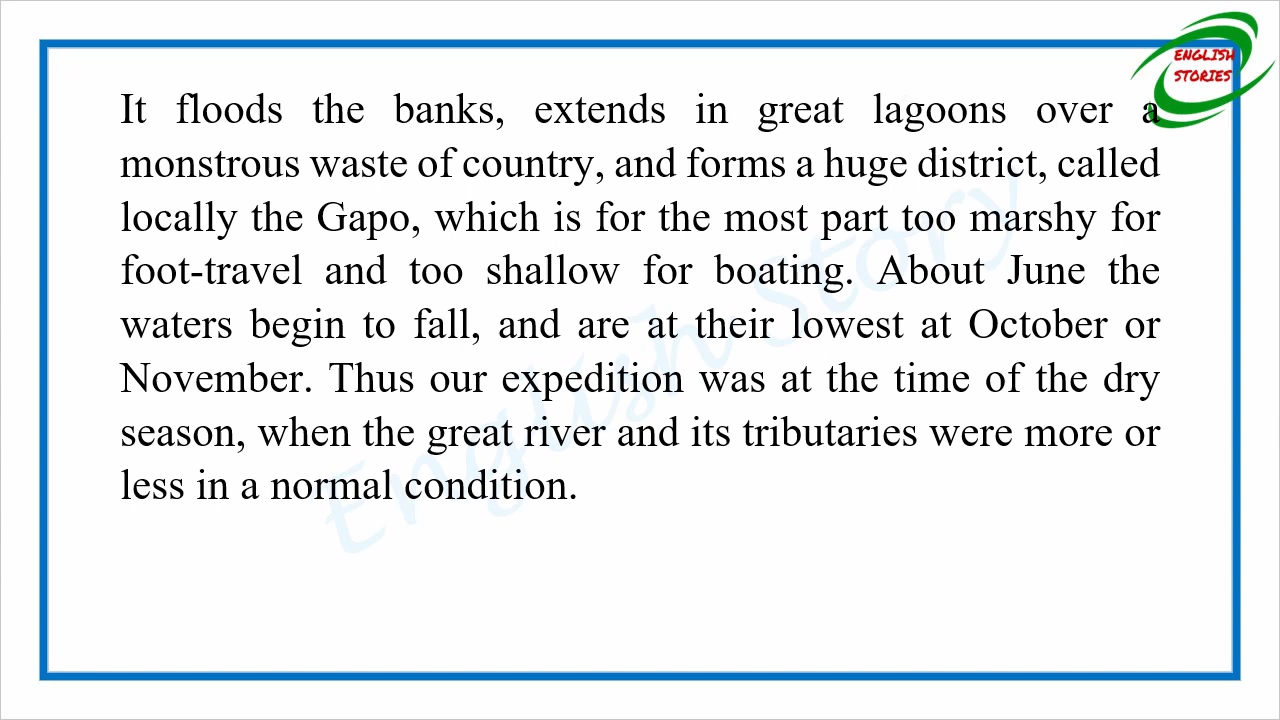 ENGLISH
STORIES
It floods the banks, extends in great lagoons over a
monstrous waste of country, and forms a huge district, called
locally the Gapo, which is for the most part too marshy for
foot-travel and too shallow for boating. About June the
waters begin to fall, and are at their lowest at October or
November. Thus our expedition was at the time of the dry
season, when the great river and its tributaries were more or
less in a normal condition.
English Story